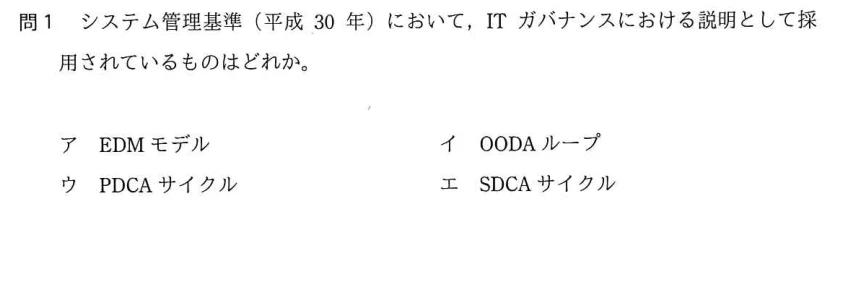 問1 システム管理基準（平成 30 年）において，IT ガバナンスにおける説明として採
用されているものはどれか。
ア EDM モデル イ OODA ループ
ウ PDCA サイクル エ SDCA サイクル